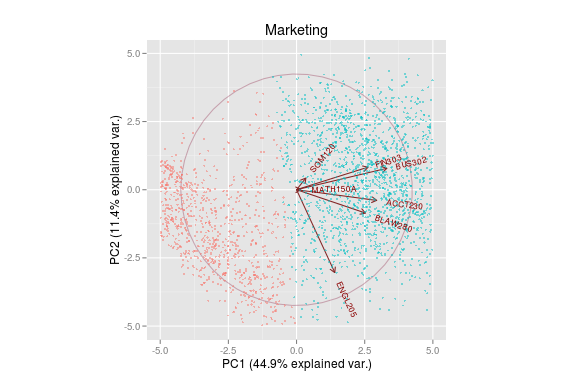 Marketing
PC2 (11.4% explained var.)
5.0
2.5
0.0
-2.5
-5.0
SOM120
FIN303
BUS302
MATH150A
ACCT230
BLAW280
ENGL205
-5.0 -2.5 0.0 2.5 5.0
PC1 (44.9% explained var.)